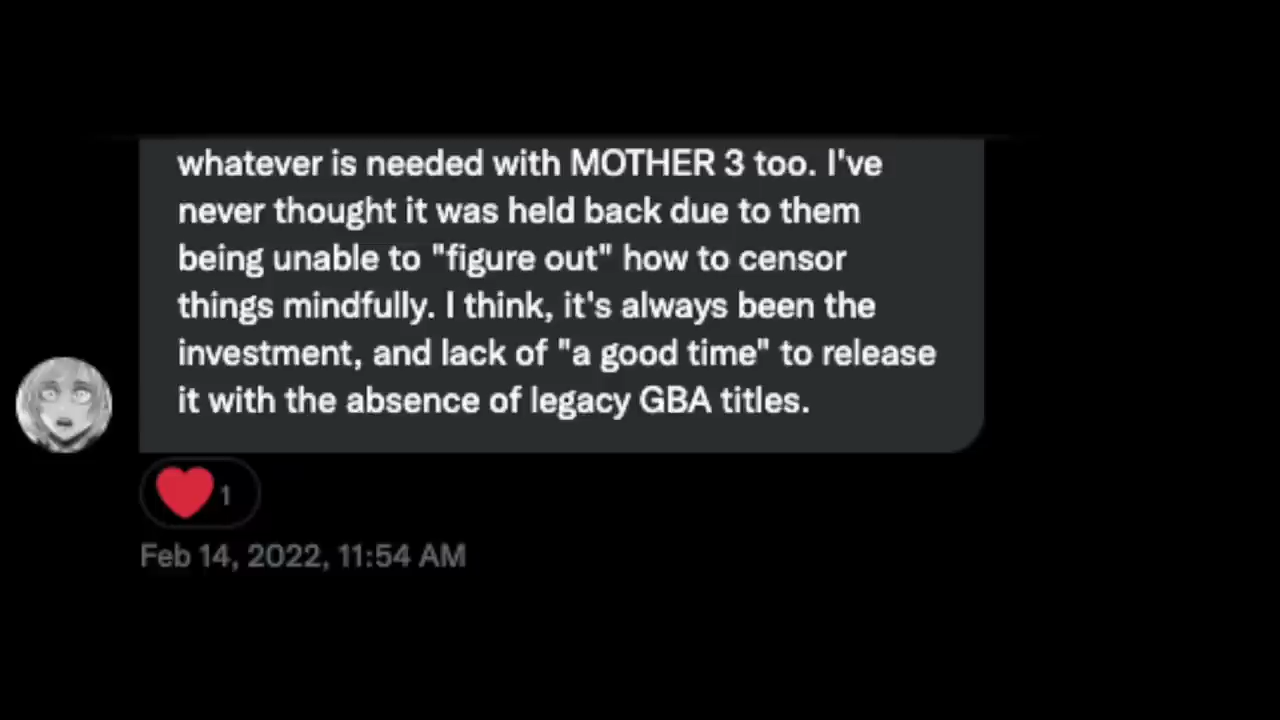 whatever is needed with MOTHER 3 too. I've
never thought it was held back due to them
being unable to "figure out" how to censor
things mindfully. I think, it's always been the
investment, and lack of "a good time" to release
it with the absence of legacy GBA titles.
1
Feb 14, 2022, 11:54 AM